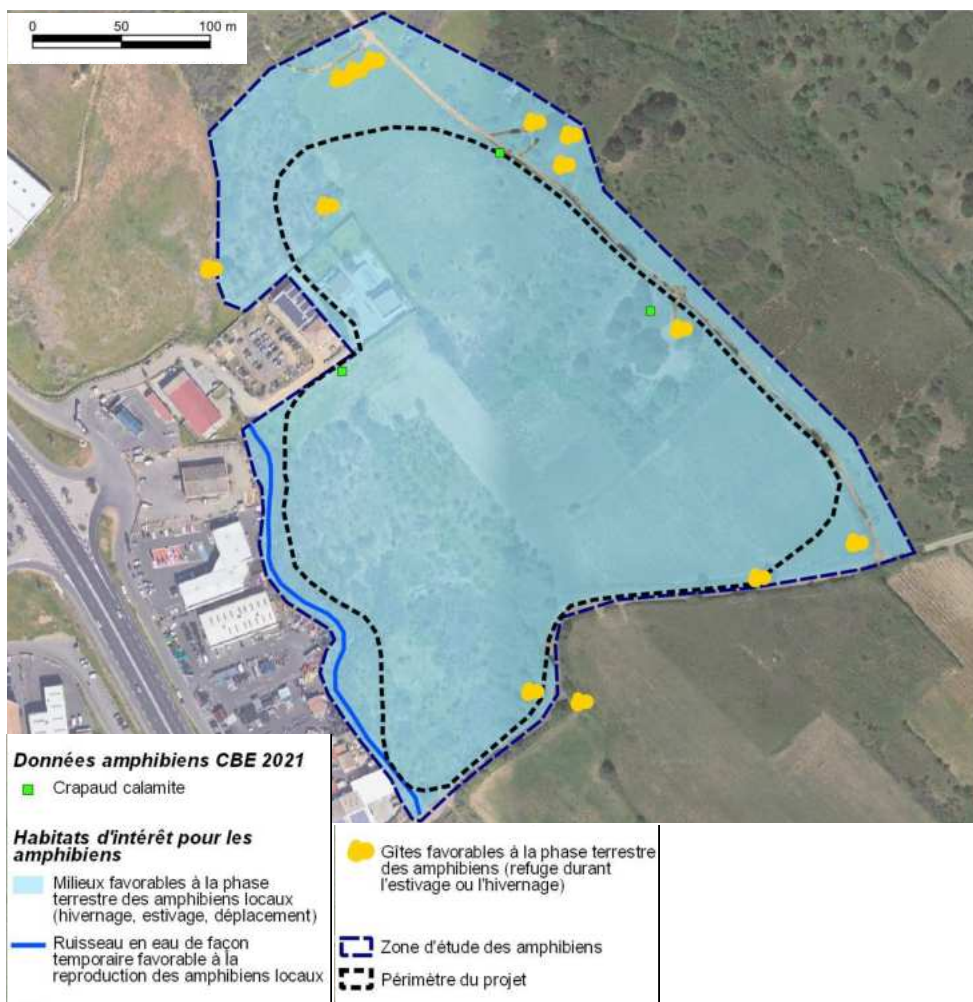 0 50 100 m
Données amphibiens CBE 2021
Crapaud calamite
Habitats d'intérêt pour les
amphibiens
Milieux favorables à la phase
terrestre des amphibiens locaux
(hivernage, estivage, déplacement)
Ruisseau en eau de façon
temporaire favorable à la
reproduction des amphibiens locaux
Gîtes favorables à la phase terrestre
des amphibiens (refuge durant
l'estivage ou l'hivernage)
Zone d'étude des amphibiens
Périmètre du projet